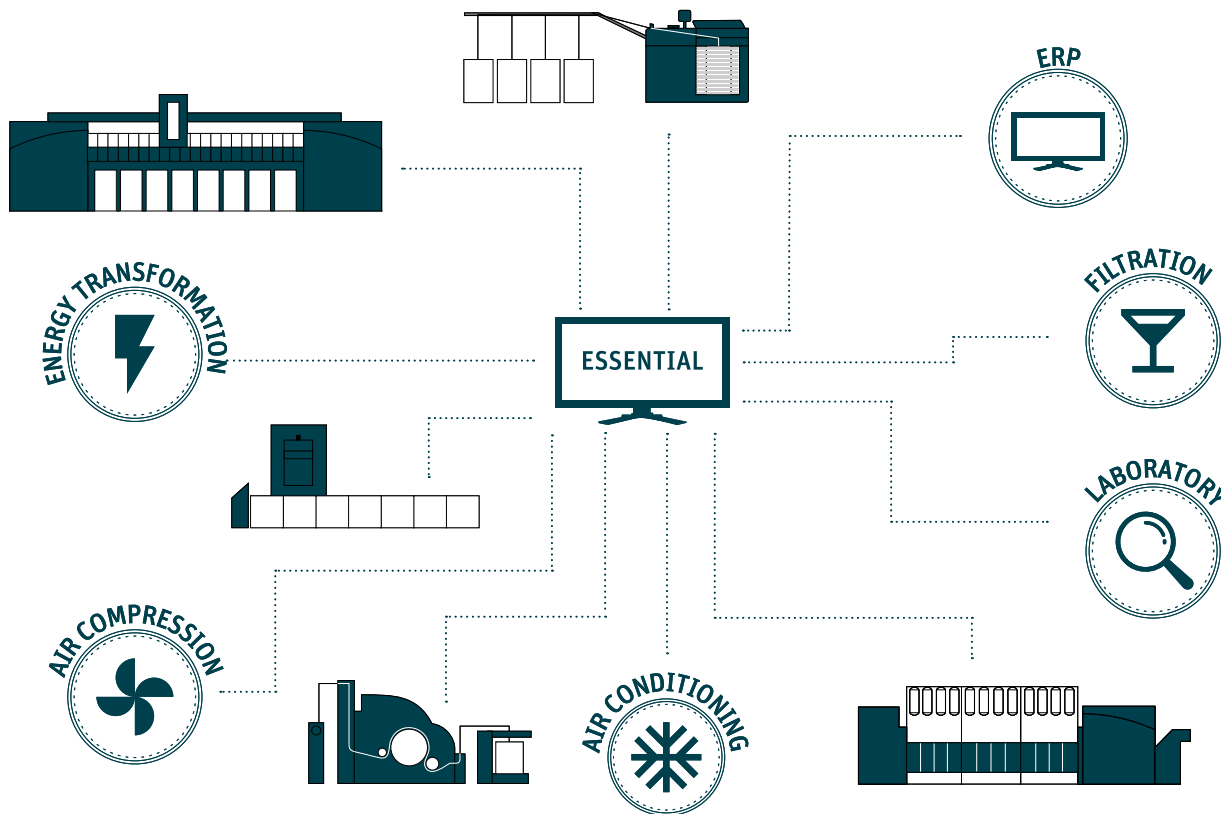 ERP
FILTRATION
ENERGY TRANSFORMATION
ESSENTIAL
LABORATORY
AIR COMPRESSION
AIR CONDITIONING